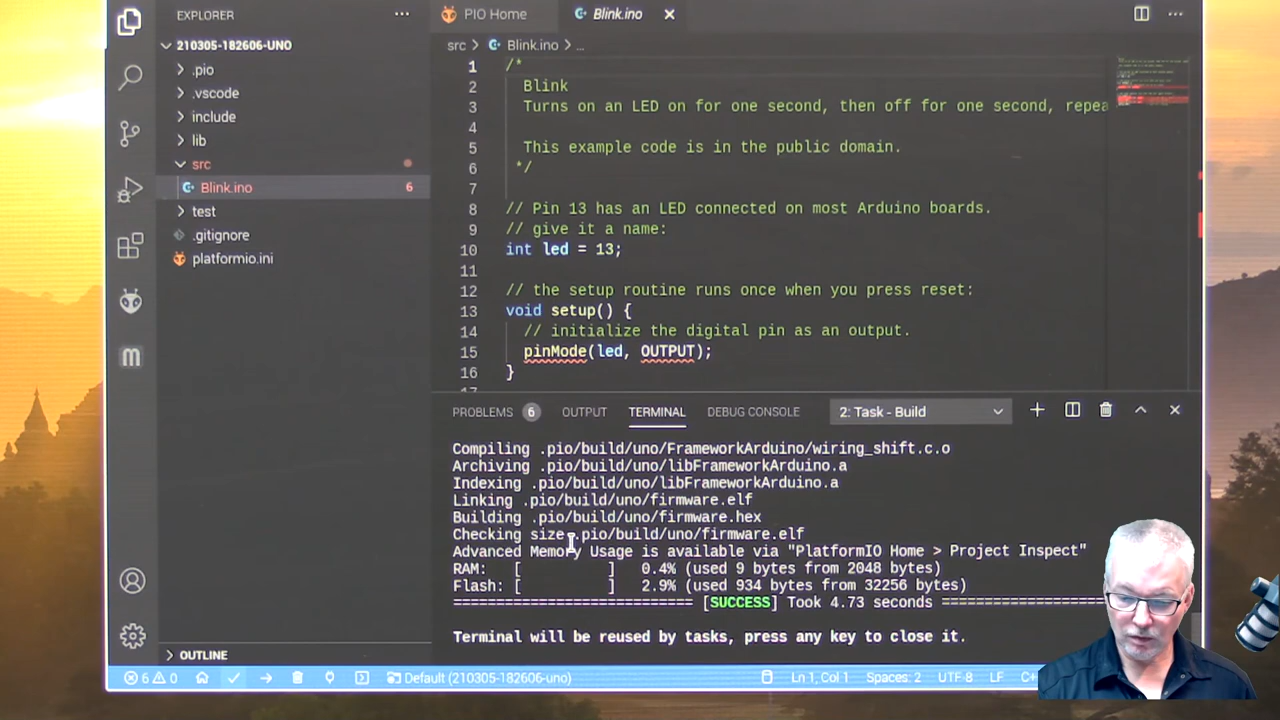 EXPLORER
PIO Home
Blink.ino
210305-182606-UNO
.pio
.vscode
include
lib
src
Blink.ino 6
test
.gitignore
platformio.ini
OUTLINE
src > Blink.ino > ...
1 /*
2 Blink
3 Turns on an LED on for one second, then off for one second, repea
4
5 This example code is in the public domain.
6 */
7
8 // Pin 13 has an LED connected on most Arduino boards.
9 // give it a name:
10 int led = 13;
11
12 // the setup routine runs once when you press reset:
13 void setup() {
14 // initialize the digital pin as an output.
15 pinMode(led, OUTPUT);
16 }
PROBLEMS 6 OUTPUT TERMINAL DEBUG CONSOLE 2: Task - Build
Compiling .pio/build/uno/FrameworkArduino/wiring_shift.c.o
Archiving .pio/build/uno/libFrameworkArduino.a
Indexing .pio/build/uno/libFrameworkArduino.a
Linking .pio/build/uno/firmware.elf
Building .pio/build/uno/firmware.hex
Checking size .pio/build/uno/firmware.elf
Advanced Memory Usage is available via "PlatformIO Home > Project Inspect"
RAM: [ ] 0.4% (used 9 bytes from 2048 bytes)
Flash: [ ] 2.9% (used 934 bytes from 32256 bytes)
=========================== [SUCCESS] Took 4.73 seconds ===================
Terminal will be reused by tasks, press any key to close it.
6 0 Default (210305-182606-uno) Ln 1, Col 1 Spaces: 2 UTF-8 LF